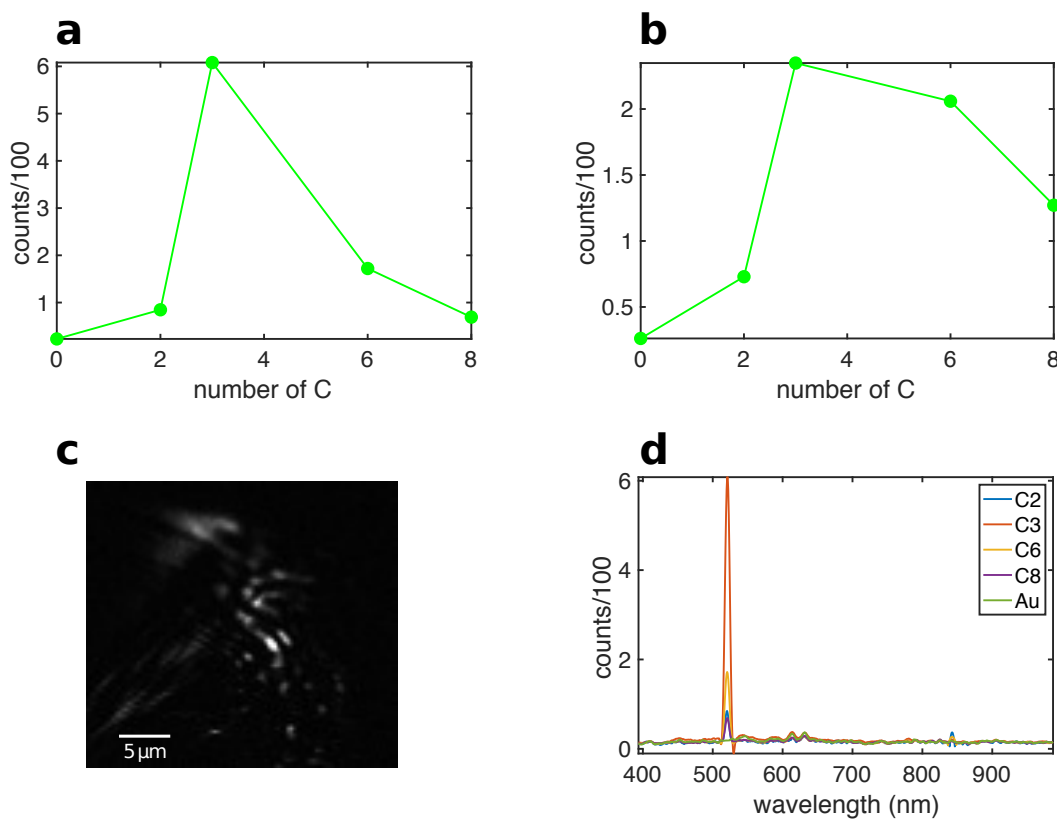 a
counts/100
6
5
4
3
2
1
0 2 4 6 8
number of C
b
counts/100
2
1.5
1
0.5
0 2 4 6 8
number of C
c
5 μm
d
counts/100
6
4
2
0
C2
C3
C6
C8
Au
400 500 600 700 800 900
wavelength (nm)